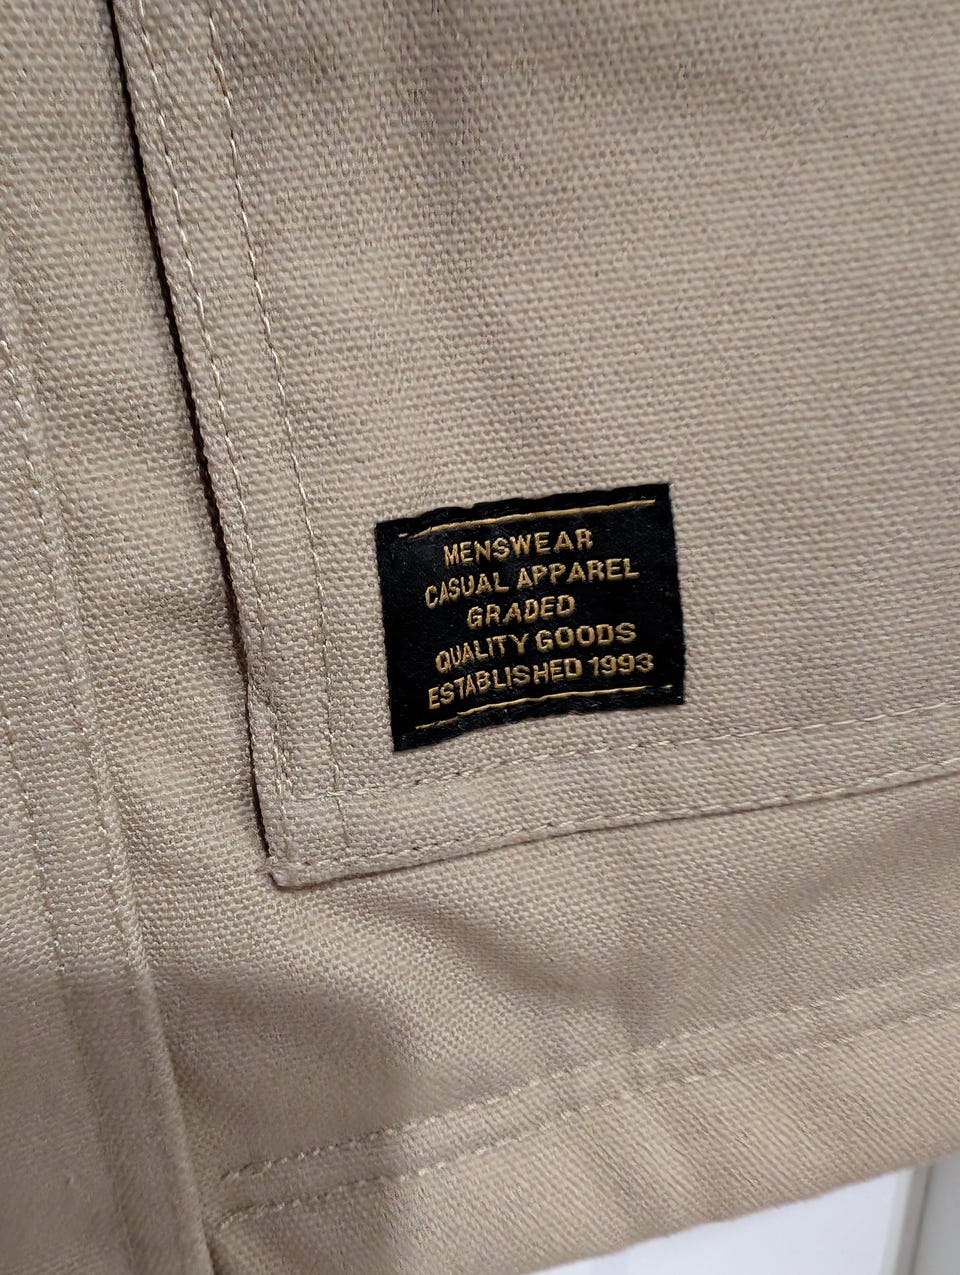 MENSWEAR
CASUAL APPAREL
GRADED
QUALITY GOODS
ESTABLISHED 1993